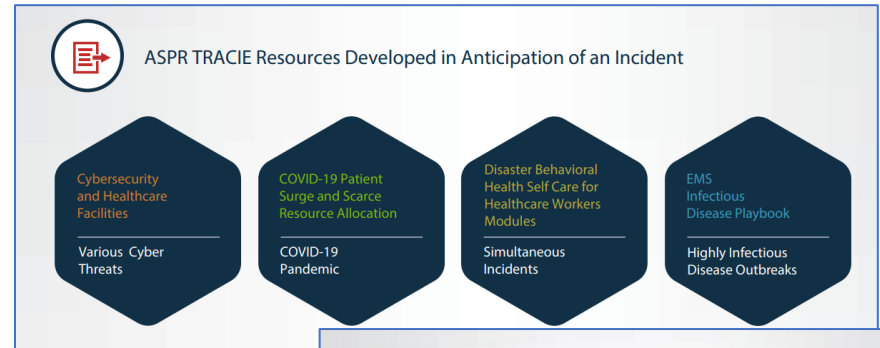 ASPR TRACIE Resources Developed in Anticipation of an Incident
Cybersecurity
and Healthcare
Facilities
Various Cyber
Threats
COVID-19 Patient
Surge and Scarce
Resource Allocation
COVID-19
Pandemic
Disaster Behavioral
Health Self Care for
Healthcare Workers
Modules
Simultaneous
Incidents
EMS
Infectious
Disease Playbook
Highly Infectious
Disease Outbreaks